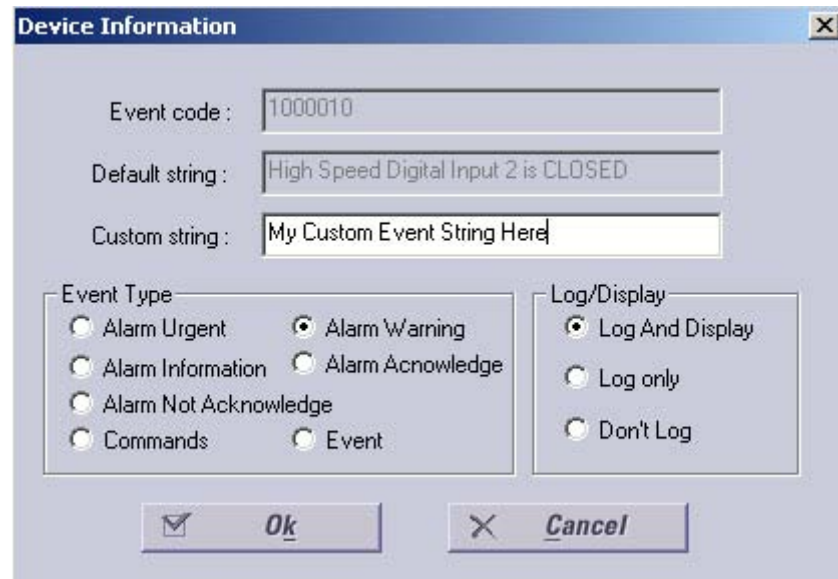 Device Information
Event code : 1000010
Default string : High Speed Digital Input 2 is CLOSED
Custom string : My Custom Event String Here
Event Type
Alarm Urgent Alarm Warning
Alarm Information Alarm Acnowledge
Alarm Not Acknowledge
Commands Event
Log/Display
Log And Display
Log only
Don't Log
Ok Cancel